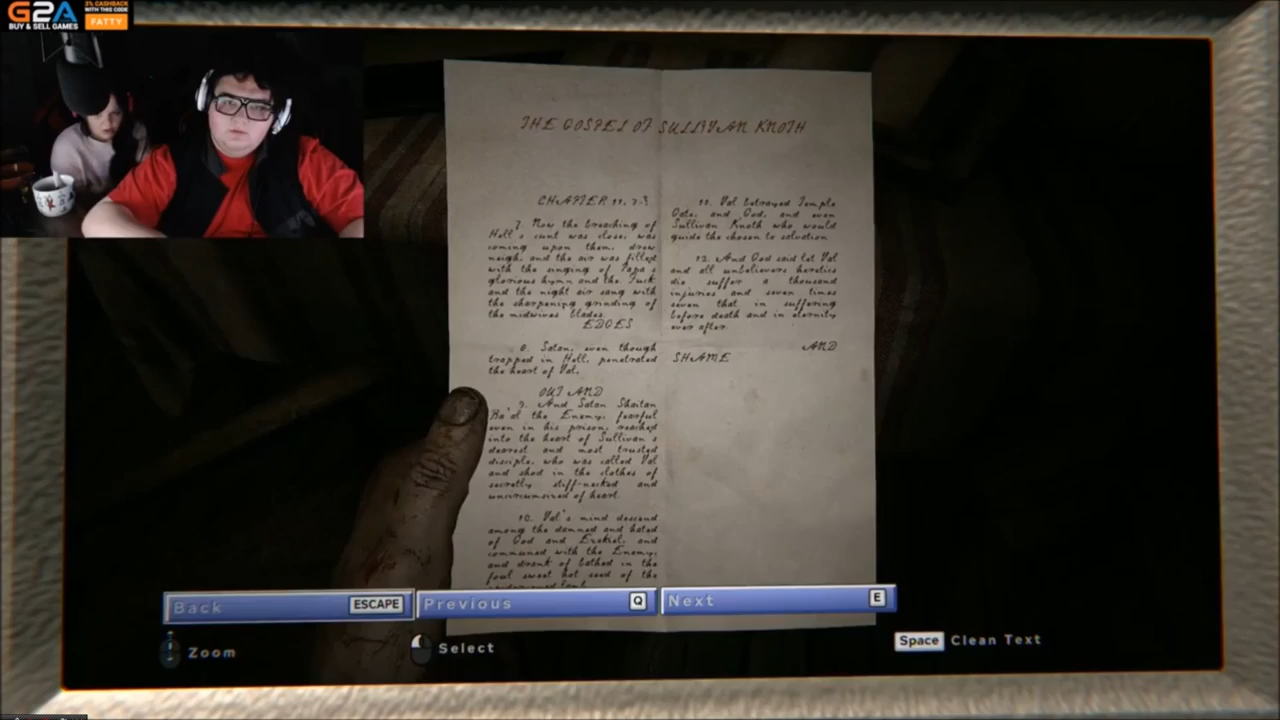 G2A
BUY & SELL GAMES
3% CASHBACK
WITH THIS CODE
FATTY
THE GOSPEL OF SULLIVAN KNOTH
CHAPTER 11, 7-3
7. Now the breaching of
Hell's cunt was close, was
coming upon them, drew
neigh, and the air was filled
with the singing of Papa's
glorious hymn and the Fuck
and the night air sang with
the sharpening grinding of
the midwives blades.
EDGES
8. Satan, even though
trapped in Hell, penetrated
the heart of Val.
OUT AND
9. And Satan Shaitan
Ba'al the Enemy, fearful
even in his prison, reached
into the heart of Sullivan's
dearest and most trusted
disciple, who was called Val
and shod in the clothes of
secretly stiff-necked and
uncircumsized of heart.
10. Val's mind descend
among the damned and hated
of God and Ezekiel, and
communed with the Enemy,
and drank of bathed in the
foul sweet hot seed of the
11. Val betrayed Temple
Gate, and God, and even
Sullivan Knoth who would
guide the chosen to salvation
12. And God said let Val
and all unbelievers heretics
die suffer a thousand
injuries and seven times
seven that in suffering
before death and in eternity
ever after.
AND
SHAME
Back ESCAPE
Previous Q
Next E
Zoom
Select
Space Clean Text